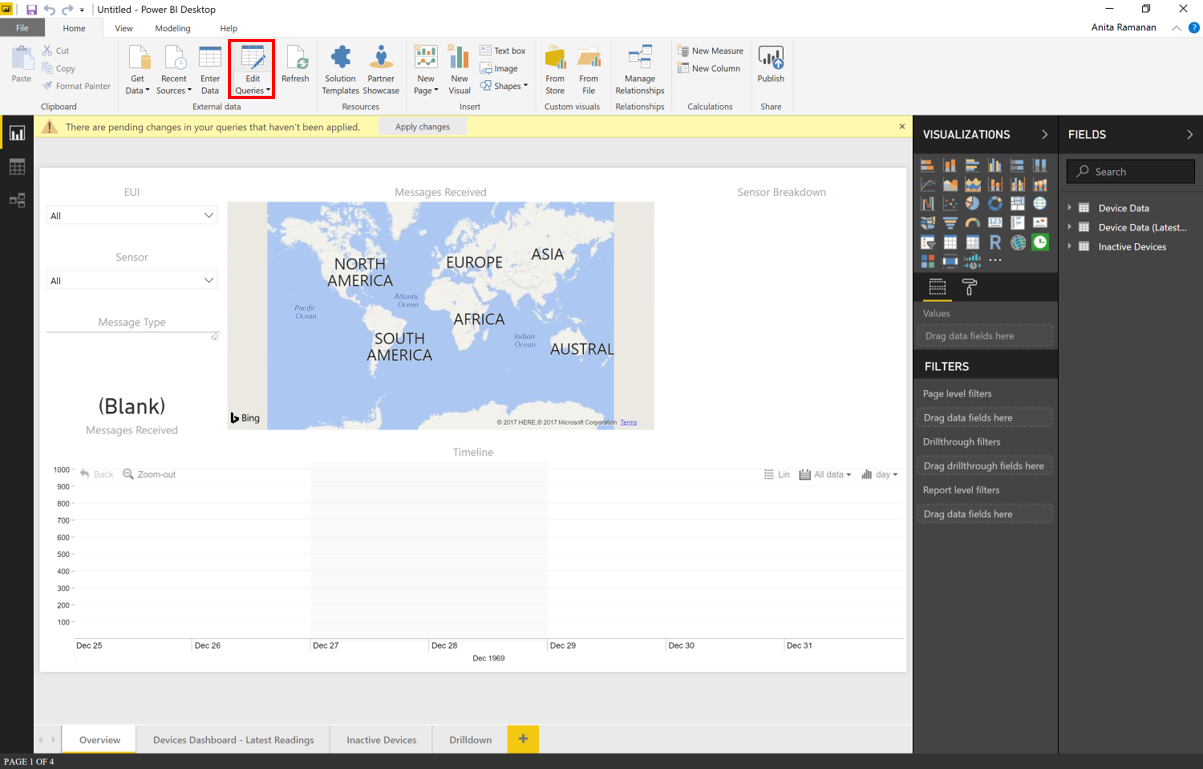 Untitled - Power BI Desktop
File Home View Modeling Help
Anita Ramanan
Paste
Cut
Copy
Format Painter
Clipboard
Get Data
Recent Sources
Enter Data
Edit Queries
Refresh
External data
Solution Templates
Partner Showcase
Resources
New Page
New Visual
Text box
Image
Shapes
Insert
From Store
From File
Custom visuals
Manage Relationships
Relationships
New Measure
New Column
Calculations
Publish
Share
There are pending changes in your queries that haven't been applied.
Apply changes
EUI
All
Sensor
All
Message Type
(Blank)
Messages Received
Messages Received
NORTH
AMERICA
EUROPE
ASIA
Pacific
Ocean
Atlantic
Ocean
AFRICA
SOUTH
AMERICA
Indian
Ocean
AUSTRAL
Bing
© 2017 HERE,© 2017 Microsoft Corporation Terms
Sensor Breakdown
Timeline
Back Zoom-out
Lin All data day
1000
900
800
700
600
500
400
300
200
100
Dec 25 Dec 26 Dec 27 Dec 28 Dec 29 Dec 30 Dec 31
Dec 1969
Overview
Devices Dashboard - Latest Readings
Inactive Devices
Drilldown
+
PAGE 1 OF 4
VISUALIZATIONS
Values
Drag data fields here
FILTERS
Page level filters
Drag data fields here
Drillthrough filters
Drag drillthrough fields here
Report level filters
Drag data fields here
FIELDS
Search
Device Data
Device Data (Latest...
Inactive Devices